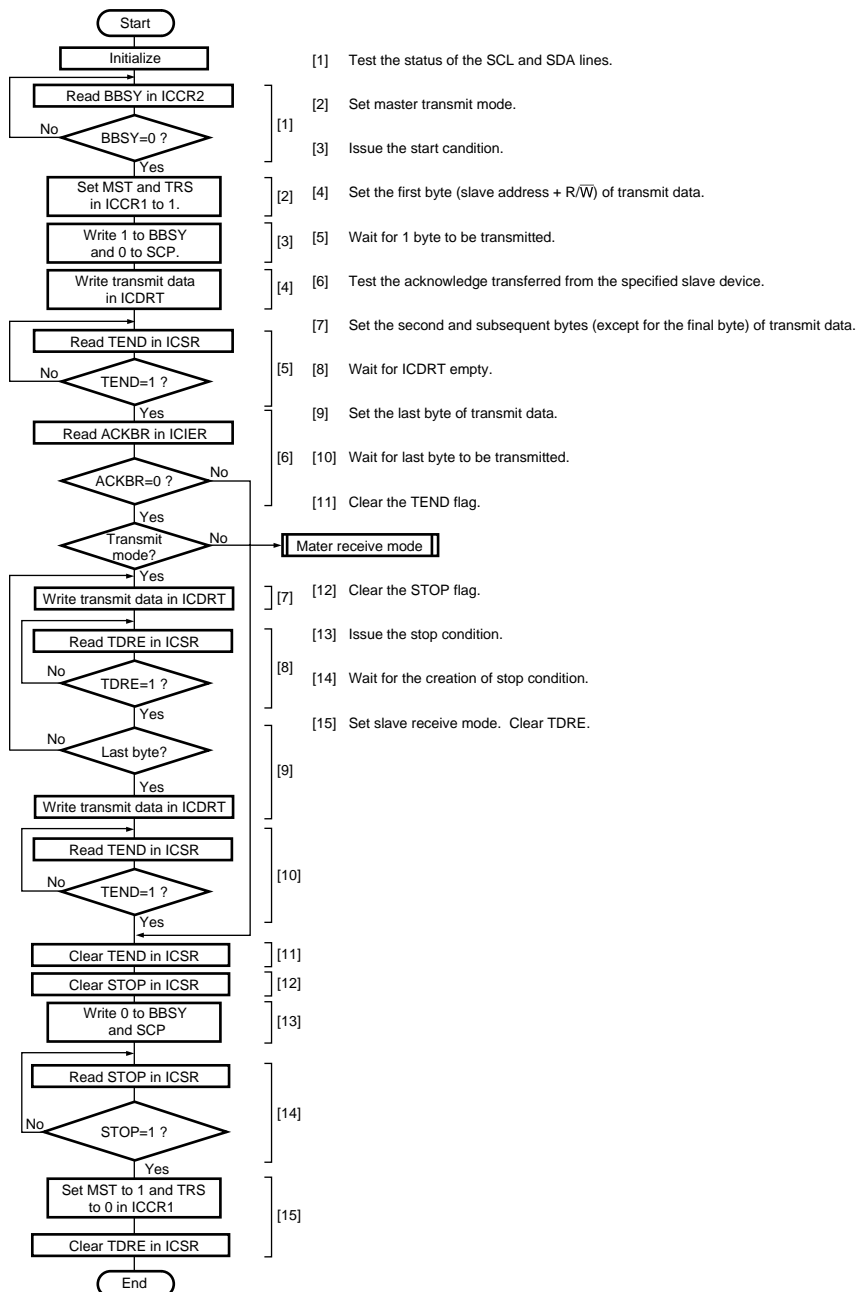 Start
Initialize
Read BBSY in ICCR2
No
BBSY=0 ?
[1]
Yes
Set MST and TRS
in ICCR1 to 1.
[2]
Write 1 to BBSY
and 0 to SCP.
[3]
Write transmit data
in ICDRT
[4]
Read TEND in ICSR
No
TEND=1 ?
[5]
Yes
Read ACKBR in ICIER
[6]
No
ACKBR=0 ?
Yes
Transmit
mode?
No
Mater receive mode
Yes
Write transmit data in ICDRT
[7]
Read TDRE in ICSR
No
TDRE=1 ?
[8]
Yes
No
Last byte?
[9]
Yes
Write transmit data in ICDRT
Read TEND in ICSR
No
TEND=1 ?
[10]
Yes
Clear TEND in ICSR
[11]
Clear STOP in ICSR
[12]
Write 0 to BBSY
and SCP
[13]
Read STOP in ICSR
No
STOP=1 ?
[14]
Yes
Set MST to 1 and TRS
to 0 in ICCR1
[15]
Clear TDRE in ICSR
End
[1] Test the status of the SCL and SDA lines.
[2] Set master transmit mode.
[3] Issue the start candition.
[4] Set the first byte (slave address + R/W̅) of transmit data.
[5] Wait for 1 byte to be transmitted.
[6] Test the acknowledge transferred from the specified slave device.
[7] Set the second and subsequent bytes (except for the final byte) of transmit data.
[8] Wait for ICDRT empty.
[9] Set the last byte of transmit data.
[10] Wait for last byte to be transmitted.
[11] Clear the TEND flag.
[12] Clear the STOP flag.
[13] Issue the stop condition.
[14] Wait for the creation of stop condition.
[15] Set slave receive mode. Clear TDRE.